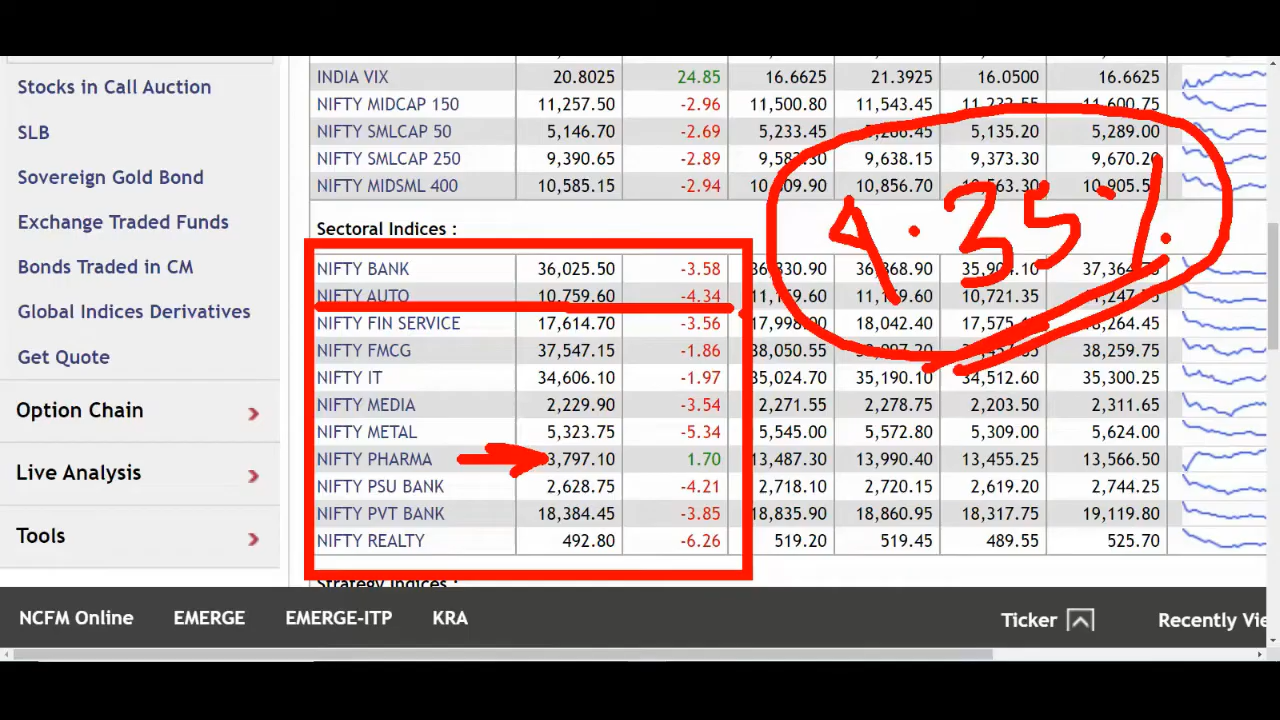 Stocks in Call Auction
SLB
Sovereign Gold Bond
Exchange Traded Funds
Bonds Traded in CM
Global Indices Derivatives
Get Quote
Option Chain
Live Analysis
Tools
INDIA VIX 20.8025 24.85 16.6625 21.3925 16.0500 16.6625
NIFTY MIDCAP 150 11,257.50 -2.96 11,500.80 11,543.45 11,600.75
NIFTY SMLCAP 50 5,146.70 -2.69 5,233.45 5,135.20 5,289.00
NIFTY SMLCAP 250 9,390.65 -2.89 9,638.15 9,373.30
NIFTY MIDSML 400 10,585.15 -2.94 10,856.70
Sectoral Indices :
NIFTY BANK 36,025.50 -3.58
NIFTY AUTO 10,759.60 -4.34 10,721.35
NIFTY FIN SERVICE 17,614.70 -3.56 18,042.40
NIFTY FMCG 37,547.15 -1.86 38,050.55 38,259.75
NIFTY IT 34,606.10 -1.97 35,024.70 35,190.10 34,512.60 35,300.25
NIFTY MEDIA 2,229.90 -3.54 2,271.55 2,278.75 2,203.50 2,311.65
NIFTY METAL 5,323.75 -5.34 5,545.00 5,572.80 5,309.00 5,624.00
NIFTY PHARMA 3,797.10 1.70 13,487.30 13,990.40 13,455.25 13,566.50
NIFTY PSU BANK 2,628.75 -4.21 2,718.10 2,720.15 2,619.20 2,744.25
NIFTY PVT BANK 18,384.45 -3.85 18,835.90 18,860.95 18,317.75 19,119.80
NIFTY REALTY 492.80 -6.26 519.20 519.45 489.55 525.70
Strategy Indices :
4.35%
NCFM Online EMERGE EMERGE-ITP KRA Ticker Recently Vie